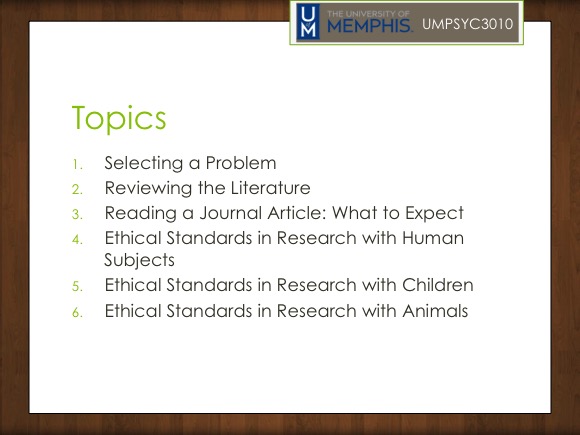 UM
THE UNIVERSITY OF
MEMPHIS.
UMPSYC3010
Topics
1. Selecting a Problem
2. Reviewing the Literature
3. Reading a Journal Article: What to Expect
4. Ethical Standards in Research with Human
Subjects
5. Ethical Standards in Research with Children
6. Ethical Standards in Research with Animals